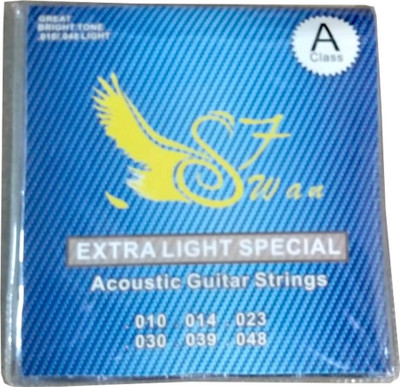 GREAT
BRIGHT TONE
.010/.048 LIGHT
A
Class
SF
Wan
EXTRA LIGHT SPECIAL
Acoustic Guitar Strings
.010 .014 .023
.030 .039 .048